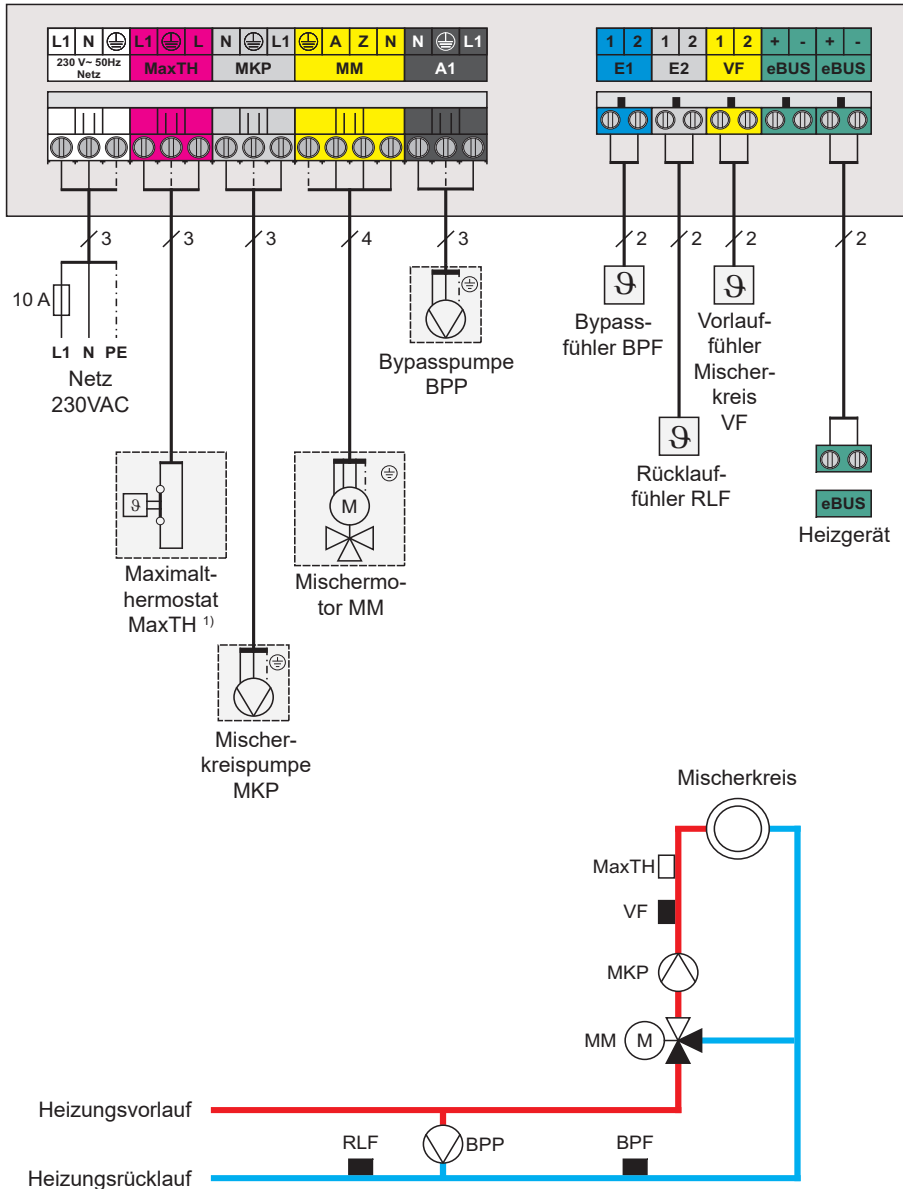 L1 N L1 L N L1 A Z N N L1
230 V~ 50Hz
Netz
MaxTH MKP MM A1
1 2 1 2 1 2 + - + -
E1 E2 VF eBUS eBUS
3 3 3 4 3 2 2 2 2
10 A
L1 N PE
Netz
230VAC
Bypasspumpe
BPP
ϑ
Bypass-
fühler BPF
ϑ
Vorlauf-
fühler
Mischer-
kreis
VF
ϑ
Rücklauf-
fühler RLF
eBUS
Heizgerät
ϑ
Maximalt-
hermostat
MaxTH 1)
M
Mischermo-
tor MM
Mischer-
kreispumpe
MKP
Mischerkreis
MaxTH
VF
MKP
MM M
Heizungsvorlauf
RLF BPP BPF
Heizungsrücklauf